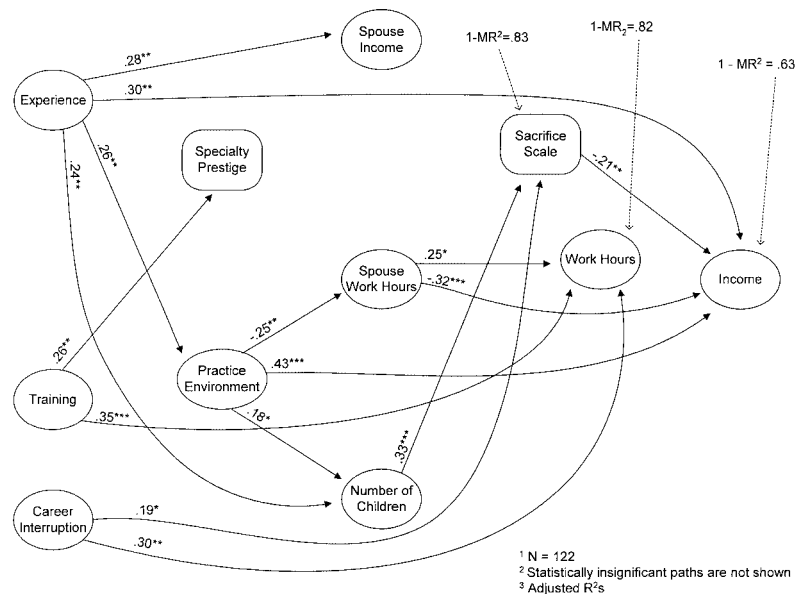 Spouse
Income
1-MR²=.83
1-MR₂=.82
1 - MR² = .63
.28**
.30**
Experience
Sacrifice
Scale
Specialty
Prestige
.26**
.24**
-.21**
.25*
Work Hours
Spouse
Work Hours
-.32***
Income
-.25**
.26**
Practice
Environment
.43***
Training
.35***
.18*
.33***
Number of
Children
Career
Interruption
.19*
.30**
¹ N = 122
² Statistically insignificant paths are not shown
³ Adjusted R²s